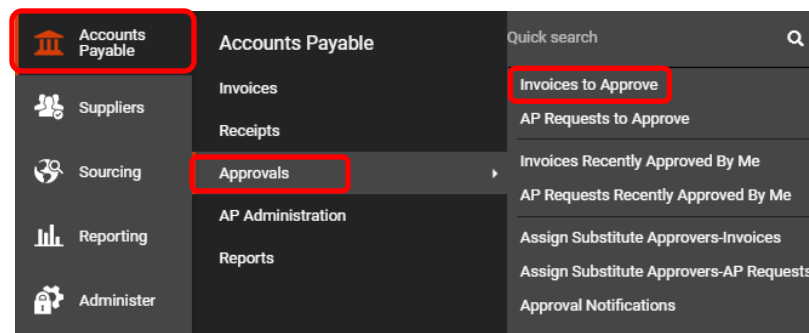 Accounts
Payable
Suppliers
Sourcing
Reporting
Administer
Accounts Payable
Invoices
Receipts
Approvals
AP Administration
Reports
Quick search
Invoices to Approve
AP Requests to Approve
Invoices Recently Approved By Me
AP Requests Recently Approved By Me
Assign Substitute Approvers-Invoices
Assign Substitute Approvers-AP Requests
Approval Notifications